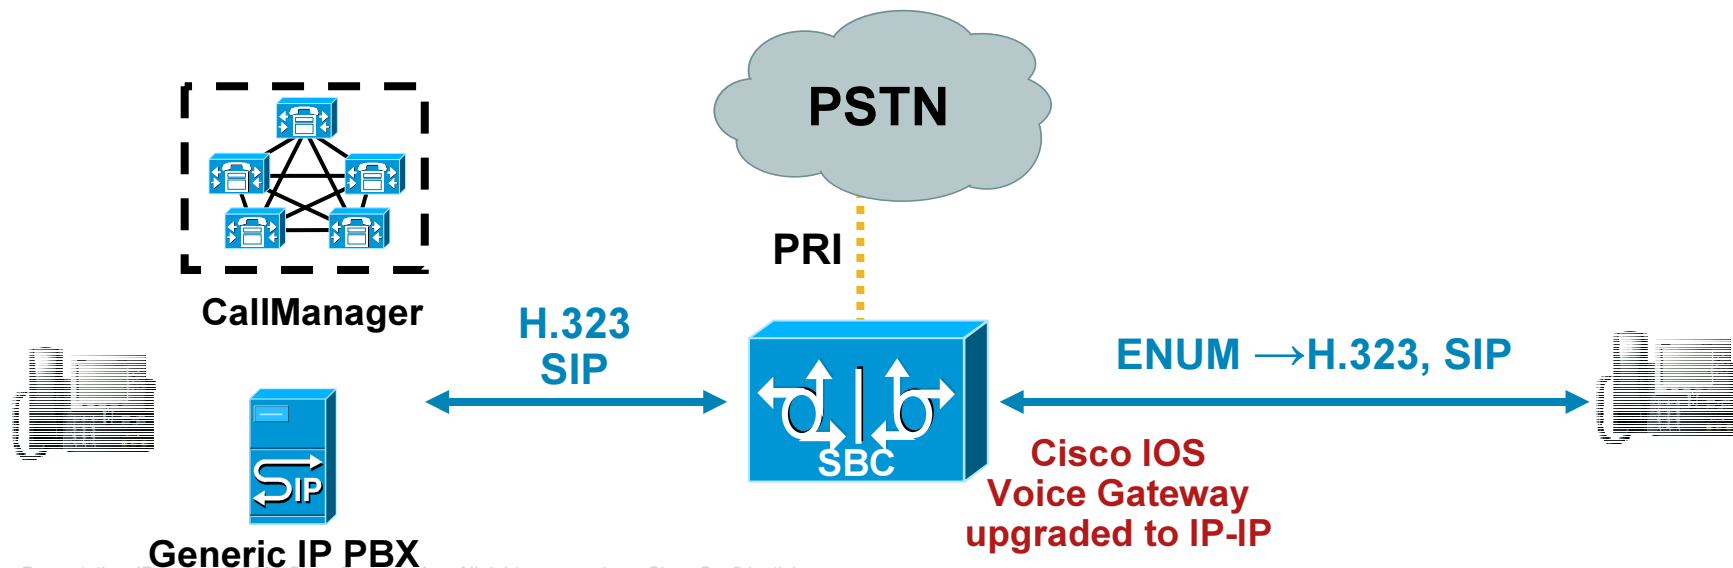 PSTN
PRI
CallManager
H.323
SIP
ENUM →H.323, SIP
SBC
SIP
Cisco IOS
Voice Gateway
upgraded to IP-IP
Generic IP PBX